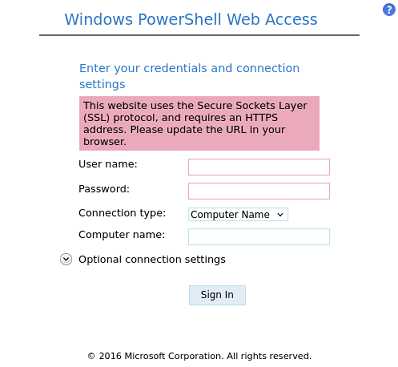 Windows PowerShell Web Access
?
Enter your credentials and connection
settings
This website uses the Secure Sockets Layer
(SSL) protocol, and requires an HTTPS
address. Please update the URL in your
browser.
User name:
Password:
Connection type: Computer Name
Computer name:
Optional connection settings
Sign In
© 2016 Microsoft Corporation. All rights reserved.